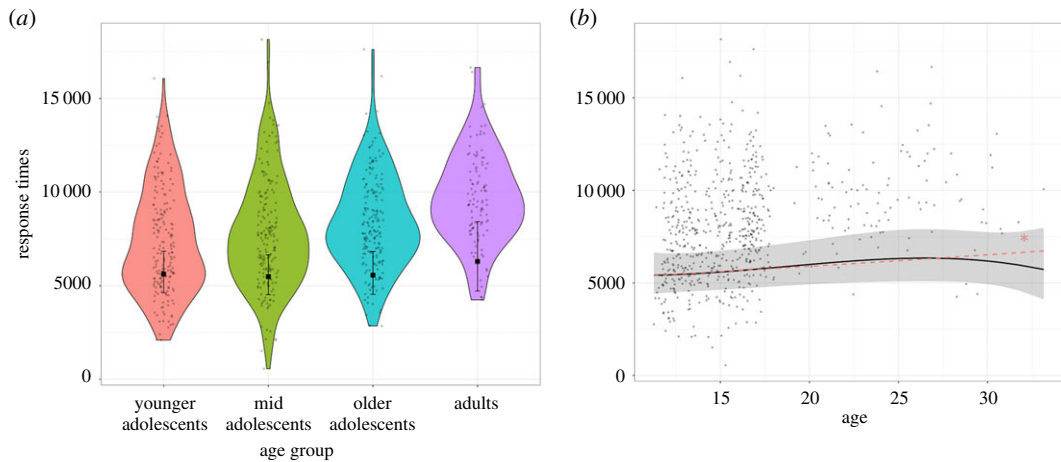 (a)
response times
15 000
10 000
5000
0
younger adolescents
mid adolescents
older adolescents
adults
age group
(b)
15 000
10 000
5000
0
15
20
25
30
*
age